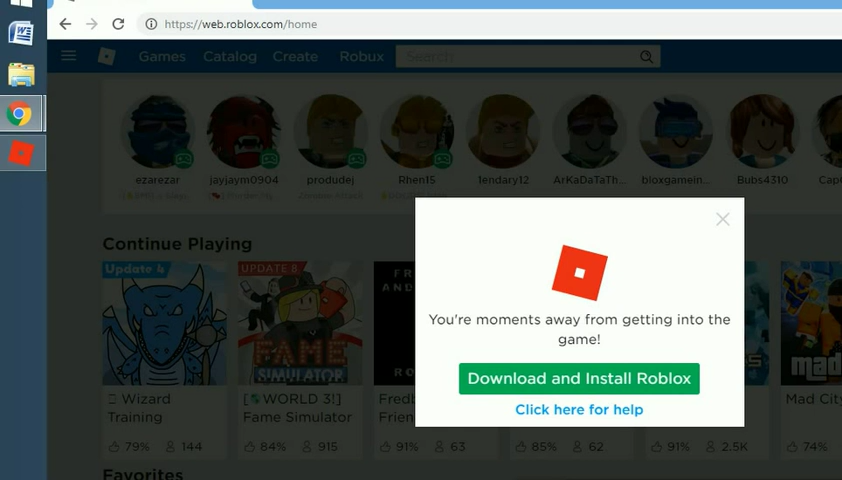 https://web.roblox.com/home
Games Catalog Create Robux Search
ezarezar jayjaym0904 produdej Rhen15 1endary12 ArKaDaTaTh... bloxgamein... Bubs4310
Continue Playing
Update 4 UPDATE 8
FAME
SIMULATOR
You're moments away from getting into the
game!
Download and Install Roblox
Click here for help
Wizard
Training
WORLD 3!]
Fame Simulator
Mad City
79% 144 84% 915 91% 63 85% 62 91% 2.5K 74%
Favorites